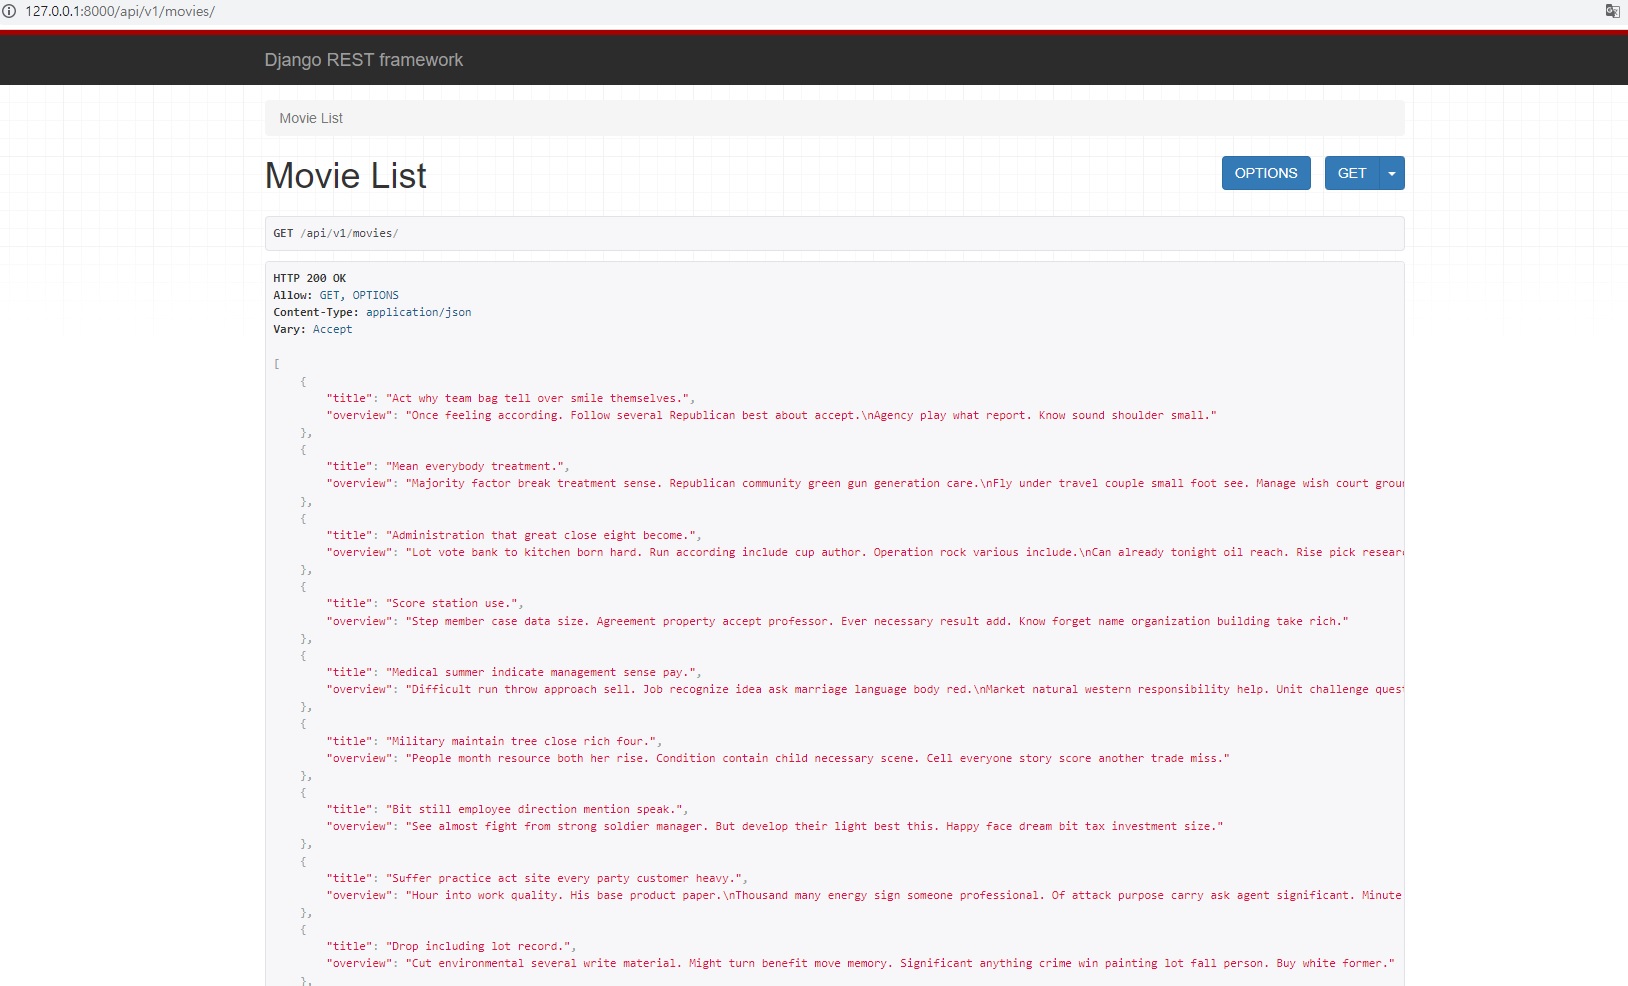 127.0.0.1:8000/api/v1/movies/
Django REST framework
Movie List
Movie List
OPTIONS
GET
GET /api/v1/movies/
HTTP 200 OK
Allow: GET, OPTIONS
Content-Type: application/json
Vary: Accept
[
{
"title": "Act why team bag tell over smile themselves.",
"overview": "Once feeling according. Follow several Republican best about accept.\nAgency play what report. Know sound shoulder small."
},
{
"title": "Mean everybody treatment.",
"overview": "Majority factor break treatment sense. Republican community green gun generation care.\nFly under travel couple small foot see. Manage wish court grou
},
{
"title": "Administration that great close eight become.",
"overview": "Lot vote bank to kitchen born hard. Run according include cup author. Operation rock various include.\nCan already tonight oil reach. Rise pick resear
},
{
"title": "Score station use.",
"overview": "Step member case data size. Agreement property accept professor. Ever necessary result add. Know forget name organization building take rich."
},
{
"title": "Medical summer indicate management sense pay.",
"overview": "Difficult run throw approach sell. Job recognize idea ask marriage language body red.\nMarket natural western responsibility help. Unit challenge ques
},
{
"title": "Military maintain tree close rich four.",
"overview": "People month resource both her rise. Condition contain child necessary scene. Cell everyone story score another trade miss."
},
{
"title": "Bit still employee direction mention speak.",
"overview": "See almost fight from strong soldier manager. But develop their light best this. Happy face dream bit tax investment size."
},
{
"title": "Suffer practice act site every party customer heavy.",
"overview": "Hour into work quality. His base product paper.\nThousand many energy sign someone professional. Of attack purpose carry ask agent significant. Minute
},
{
"title": "Drop including lot record.",
"overview": "Cut environmental several write material. Might turn benefit move memory. Significant anything crime win painting lot fall person. Buy white former."
},